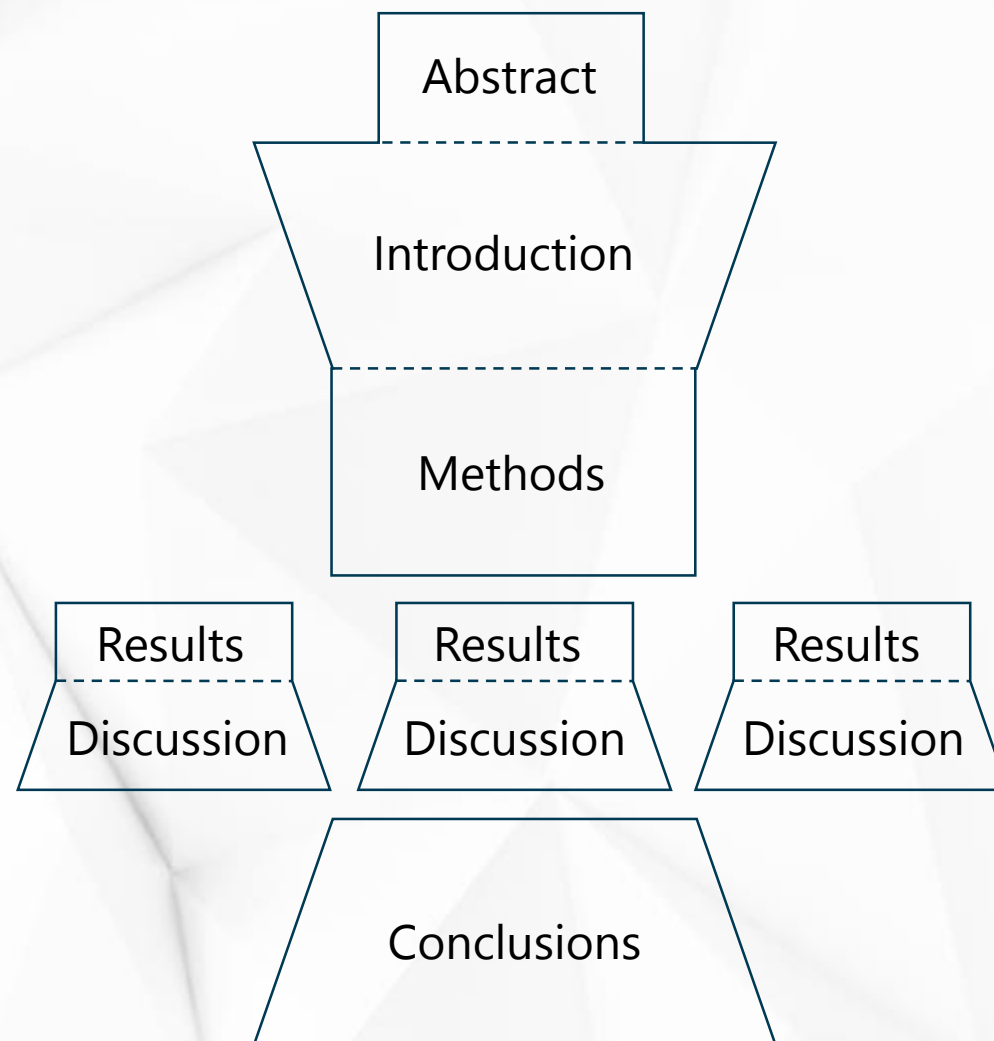 Abstract
Introduction
Methods
Results
Discussion
Results
Discussion
Results
Discussion
Conclusions